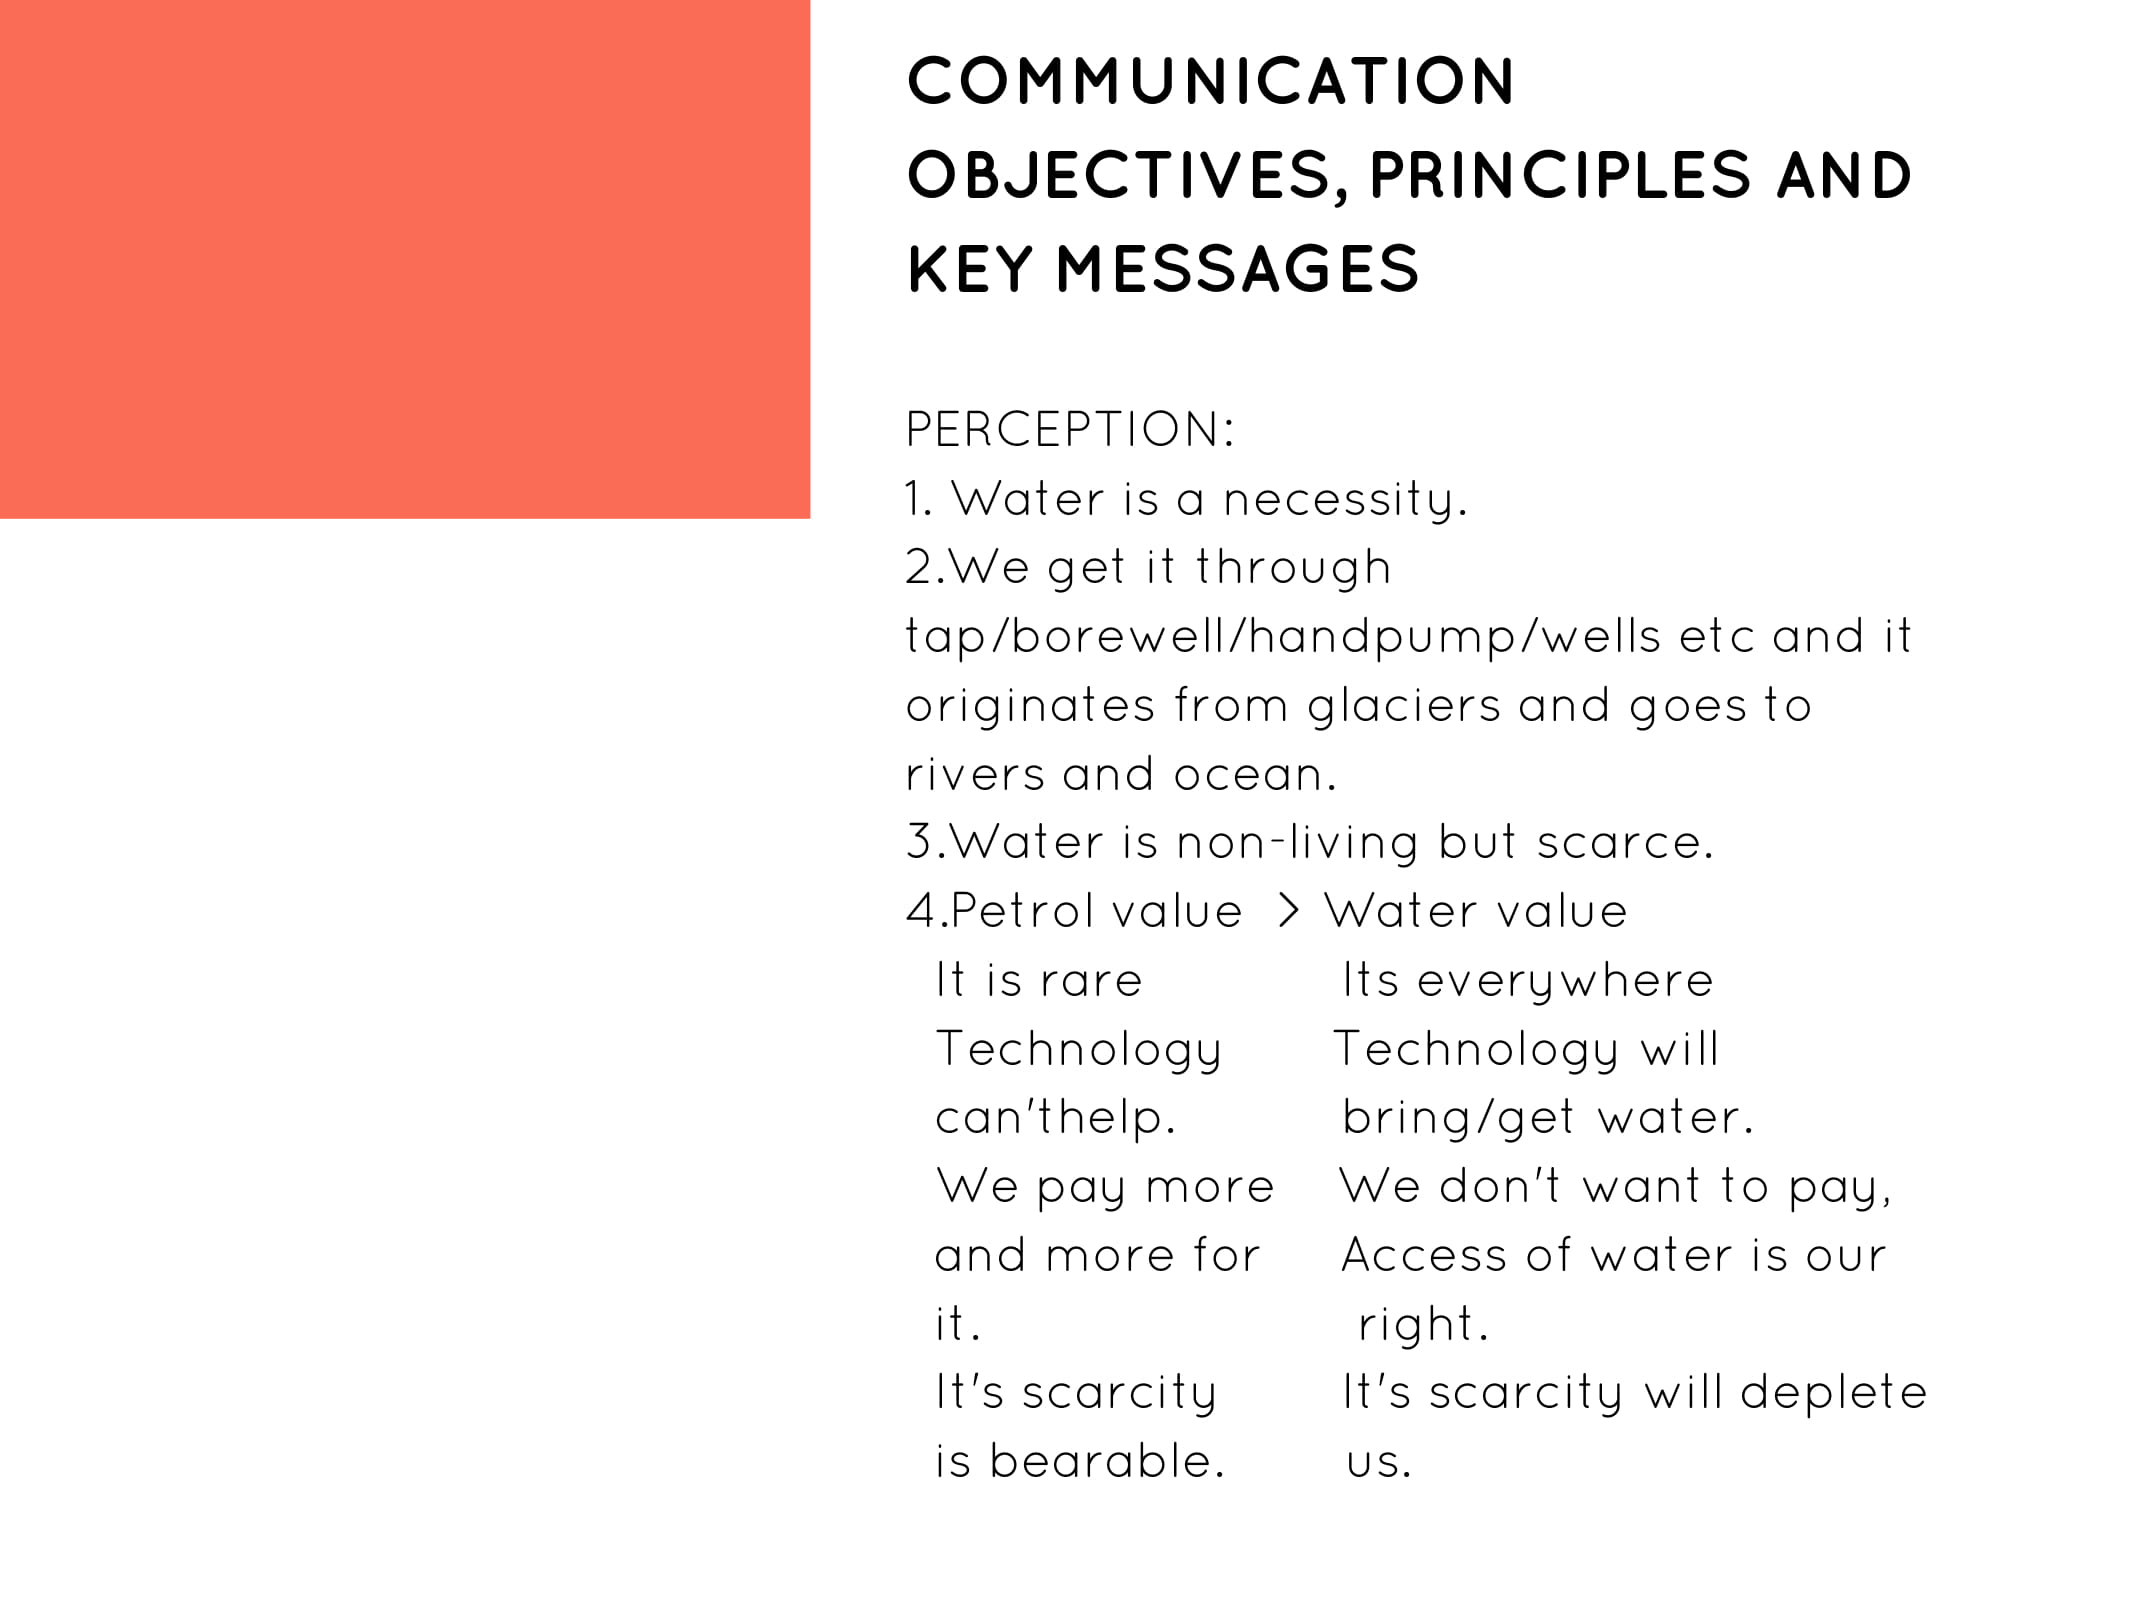 COMMUNICATION
OBJECTIVES, PRINCIPLES AND
KEY MESSAGES
PERCEPTION:
1. Water is a necessity.
2.We get it through
tap/borewell/handpump/wells etc and it
originates from glaciers and goes to
rivers and ocean.
3.Water is non-living but scarce.
4.Petrol value > Water value
It is rare Its everywhere
Technology Technology will
can'thelp. bring/get water.
We pay more We don't want to pay,
and more for Access of water is our
it. right.
It's scarcity It's scarcity will deplete
is bearable. us.